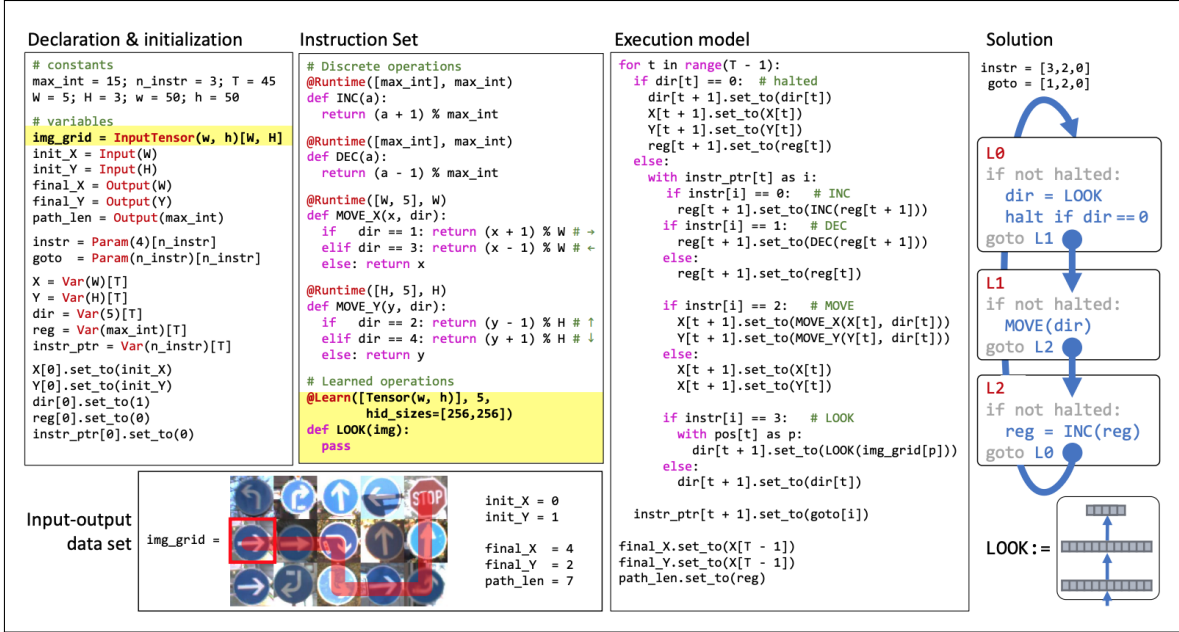 Declaration & initialization
# constants
max_int = 15; n_instr = 3; T = 45
W = 5; H = 3; w = 50; h = 50
# variables
img_grid = InputTensor(w, h)[W, H]
init_X = Input(W)
init_Y = Input(H)
final_X = Output(W)
final_Y = Output(Y)
path_len = Output(max_int)
instr = Param(4)[n_instr]
goto = Param(n_instr)[n_instr]
X = Var(W)[T]
Y = Var(H)[T]
dir = Var(5)[T]
reg = Var(max_int)[T]
instr_ptr = Var(n_instr)[T]
X[0].set_to(init_X)
Y[0].set_to(init_Y)
dir[0].set_to(1)
reg[0].set_to(0)
instr_ptr[0].set_to(0)
Instruction Set
# Discrete operations
@Runtime([max_int], max_int)
def INC(a):
return (a + 1) % max_int
@Runtime([max_int], max_int)
def DEC(a):
return (a - 1) % max_int
@Runtime([W, 5], W)
def MOVE_X(x, dir):
if dir == 1: return (x + 1) % W # →
elif dir == 3: return (x - 1) % W # ←
else: return x
@Runtime([H, 5], H)
def MOVE_Y(y, dir):
if dir == 2: return (y - 1) % H # ↑
elif dir == 4: return (y + 1) % H # ↓
else: return y
# Learned operations
@Learn([Tensor(w, h)], 5,
hid_sizes=[256,256])
def LOOK(img):
pass
Execution model
for t in range(T - 1):
if dir[t] == 0: # halted
dir[t + 1].set_to(dir[t])
X[t + 1].set_to(X[t])
Y[t + 1].set_to(Y[t])
reg[t + 1].set_to(reg[t])
else:
with instr_ptr[t] as i:
if instr[i] == 0: # INC
reg[t + 1].set_to(INC(reg[t + 1]))
if instr[i] == 1: # DEC
reg[t + 1].set_to(DEC(reg[t + 1]))
else:
reg[t + 1].set_to(reg[t])
if instr[i] == 2: # MOVE
X[t + 1].set_to(MOVE_X(X[t], dir[t]))
Y[t + 1].set_to(MOVE_Y(Y[t], dir[t]))
else:
X[t + 1].set_to(X[t])
X[t + 1].set_to(Y[t])
if instr[i] == 3: # LOOK
with pos[t] as p:
dir[t + 1].set_to(LOOK(img_grid[p]))
else:
dir[t + 1].set_to(dir[t])
instr_ptr[t + 1].set_to(goto[i])
final_X.set_to(X[T - 1])
final_Y.set_to(X[T - 1])
path_len.set_to(reg)
Solution
instr = [3,2,0]
goto = [1,2,0]
L0
if not halted:
dir = LOOK
halt if dir == 0
goto L1
L1
if not halted:
MOVE(dir)
goto L2
L2
if not halted:
reg = INC(reg)
goto L0
LOOK:=
Input-output
data set
img_grid =
STOP
init_X = 0
init_Y = 1
final_X = 4
final_Y = 2
path_len = 7